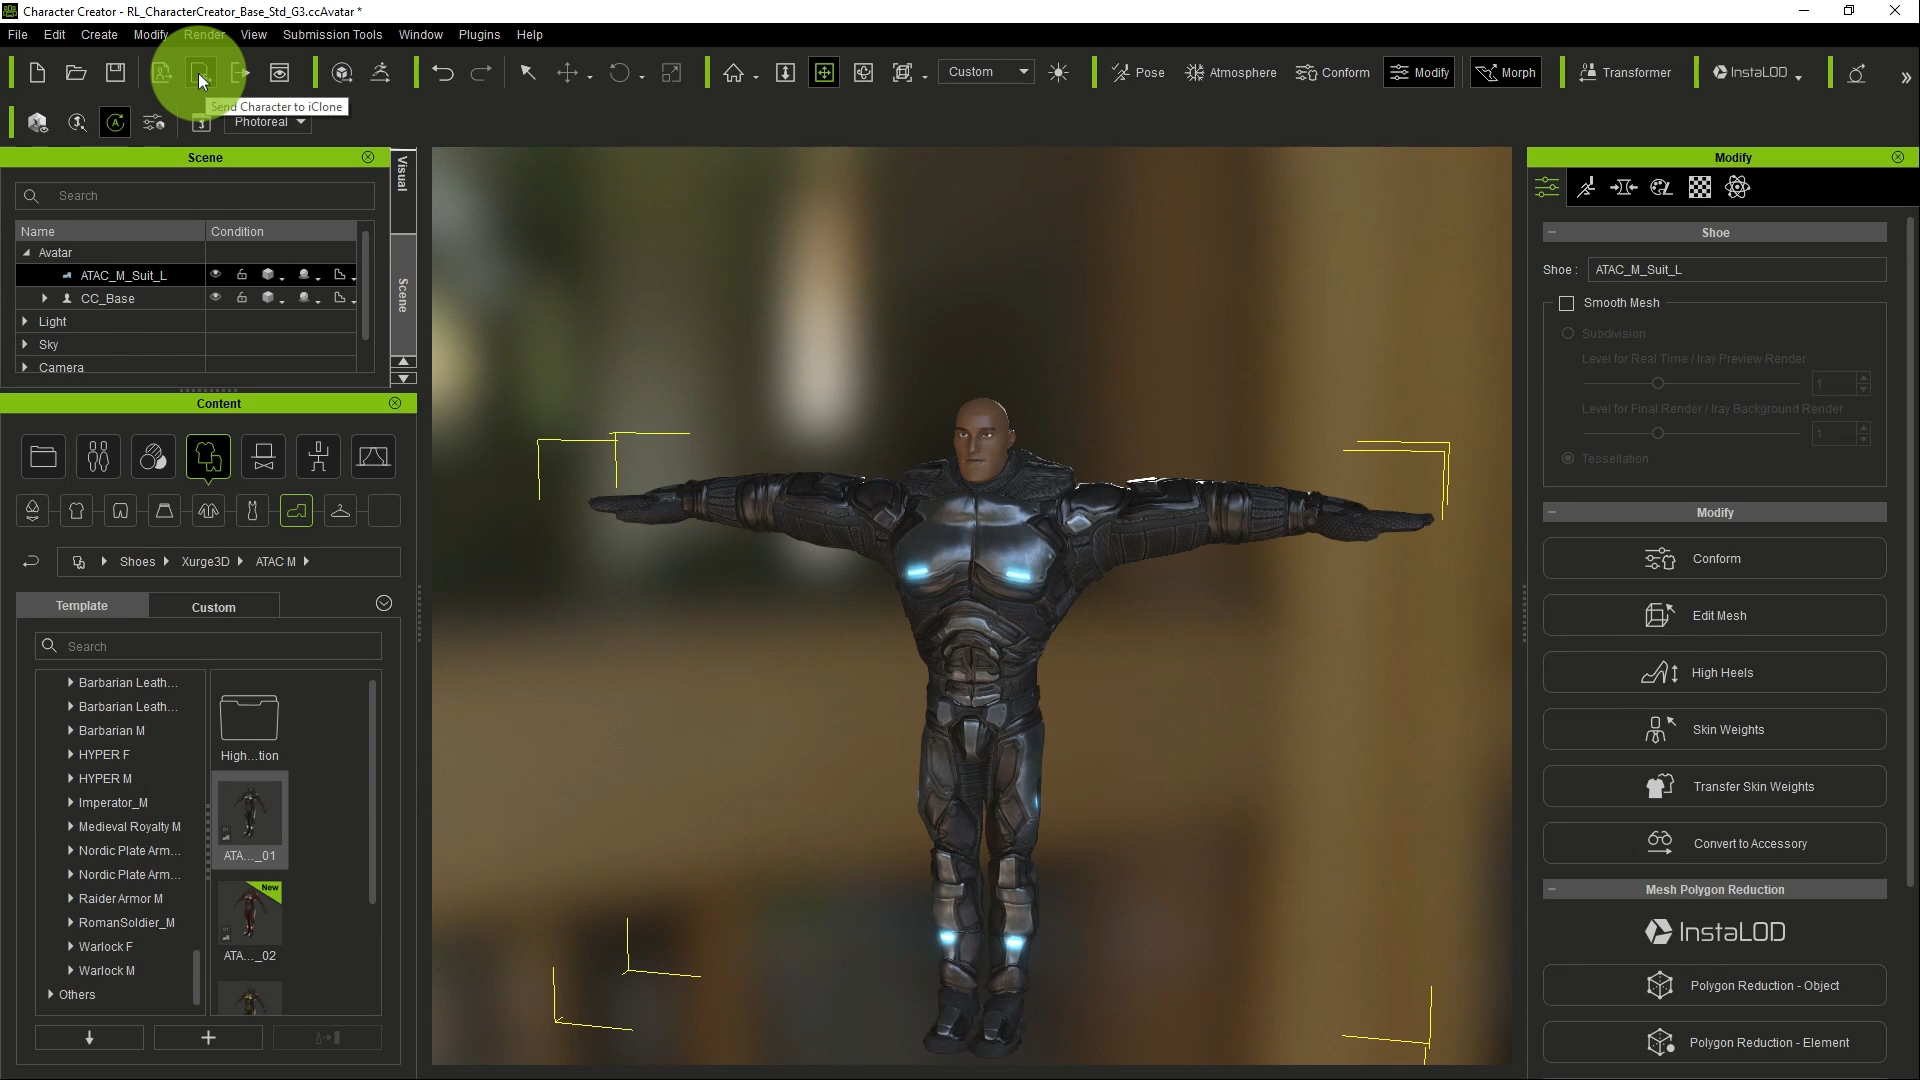 Character Creator - RL_CharacterCreator_Base_Std_G3.ccAvatar *
File Edit Create Modify Render View Submission Tools Window Plugins Help
Custom Pose Atmosphere Conform Modify Morph Transformer InstaLOD
Send Character to iClone
Photoreal
Scene
Search
Name Condition
Avatar
ATAC_M_Suit_L
CC_Base
Light
Sky
Camera
Visual
Scene
Content
Shoes Xurge3D ATAC M
Template Custom
Search
Barbarian Leath...
Barbarian Leath...
Barbarian M
HYPER F
HYPER M
Imperator_M
Medieval Royalty M
Nordic Plate Arm...
Nordic Plate Arm...
Raider Armor M
RomanSoldier_M
Warlock F
Warlock M
Others
High...tion
ATA..._01
New
ATA..._02
Modify
Shoe
Shoe : ATAC_M_Suit_L
Smooth Mesh
Subdivision
Level for Real Time / Iray Preview Render
1
Level for Final Render / Iray Background Render
1
Tessellation
Modify
Conform
Edit Mesh
High Heels
Skin Weights
Transfer Skin Weights
Convert to Accessory
Mesh Polygon Reduction
InstaLOD
Polygon Reduction - Object
Polygon Reduction - Element